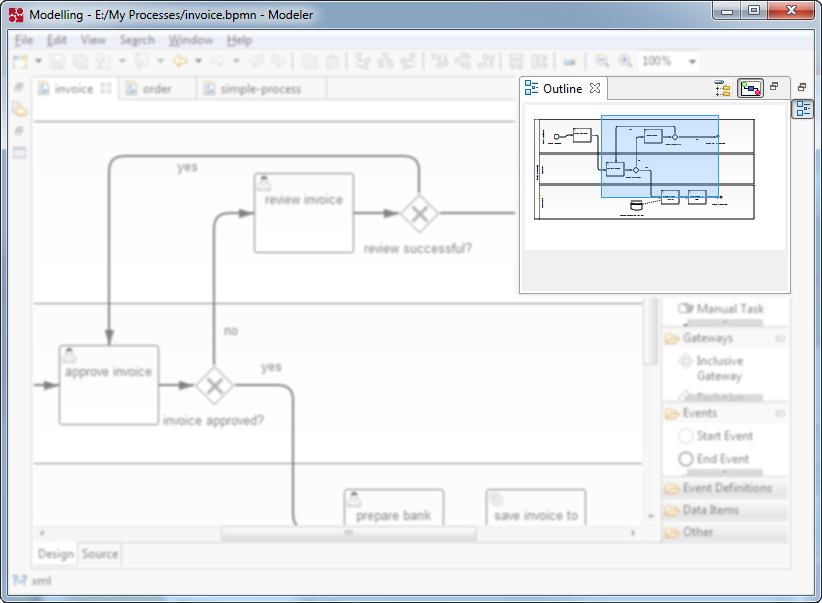 Modelling - E:/My Processes/invoice.bpmn - Modeler
File Edit View Search Window Help
100%
invoice
order
simple-process
Outline
yes
review invoice
review successful?
no
approve invoice
yes
invoice approved?
prepare bank
save invoice to
Manual Task
Gateways
Inclusive
Gateway
Events
Start Event
End Event
Event Definitions
Data Items
Other
Design Source
xml